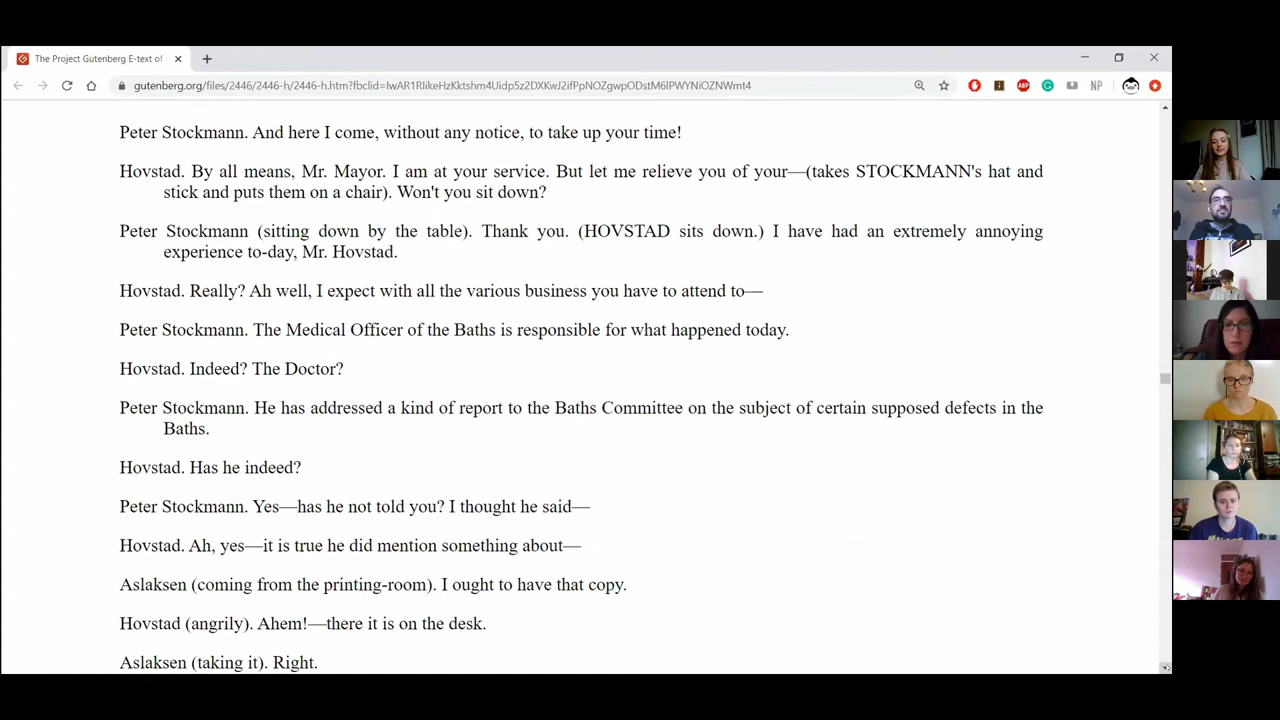 The Project Gutenberg E-text of
gutenberg.org/files/2446/2446-h/2446-h.htm?fbclid=IwAR1RIikeHzKktshm4Uidp5z2DXKwJ2ifPpNOZgwpODstM6lPWYNiOZNWmt4
ABP
NP
Peter Stockmann. And here I come, without any notice, to take up your time!
Hovstad. By all means, Mr. Mayor. I am at your service. But let me relieve you of your—(takes STOCKMANN's hat and
stick and puts them on a chair). Won't you sit down?
Peter Stockmann (sitting down by the table). Thank you. (HOVSTAD sits down.) I have had an extremely annoying
experience to-day, Mr. Hovstad.
Hovstad. Really? Ah well, I expect with all the various business you have to attend to—
Peter Stockmann. The Medical Officer of the Baths is responsible for what happened today.
Hovstad. Indeed? The Doctor?
Peter Stockmann. He has addressed a kind of report to the Baths Committee on the subject of certain supposed defects in the
Baths.
Hovstad. Has he indeed?
Peter Stockmann. Yes—has he not told you? I thought he said—
Hovstad. Ah, yes—it is true he did mention something about—
Aslaksen (coming from the printing-room). I ought to have that copy.
Hovstad (angrily). Ahem!—there it is on the desk.
Aslaksen (taking it). Right.